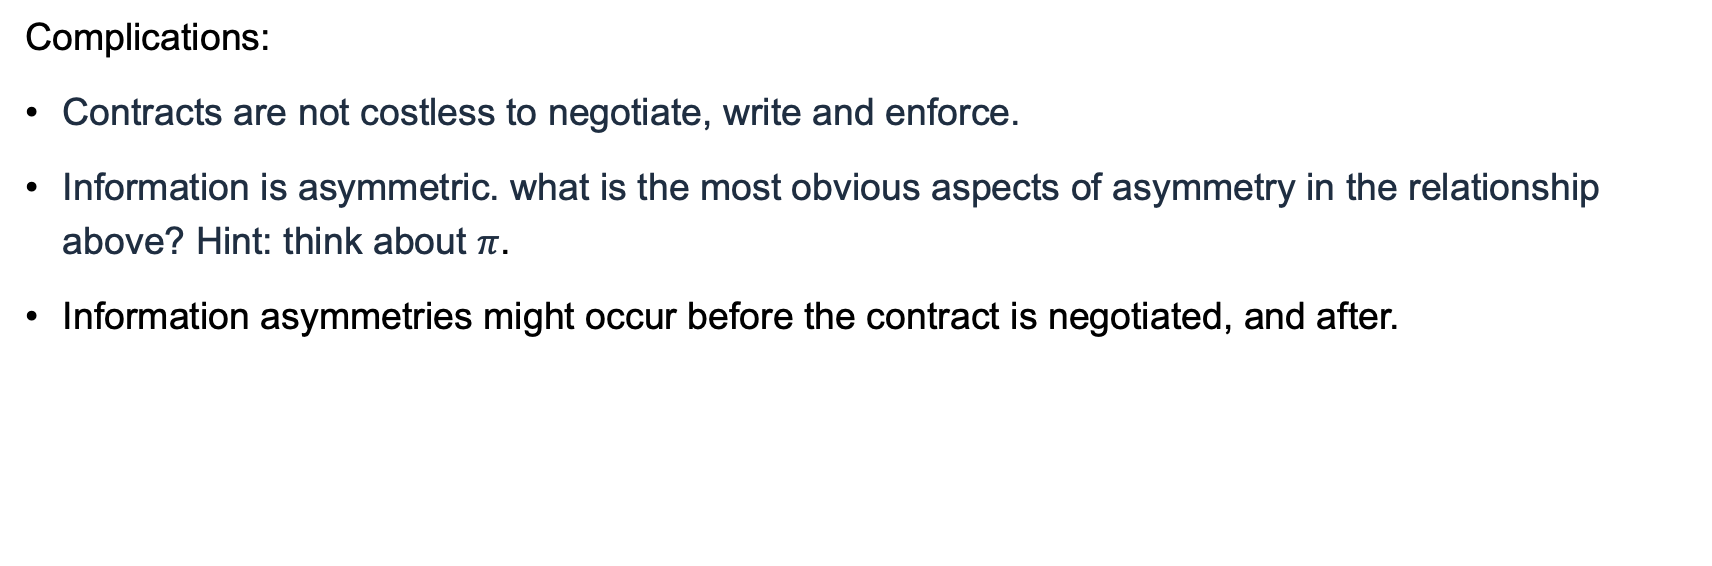 Complications:
• Contracts are not costless to negotiate, write and enforce.
• Information is asymmetric. what is the most obvious aspects of asymmetry in the relationship
above? Hint: think about π.
• Information asymmetries might occur before the contract is negotiated, and after.